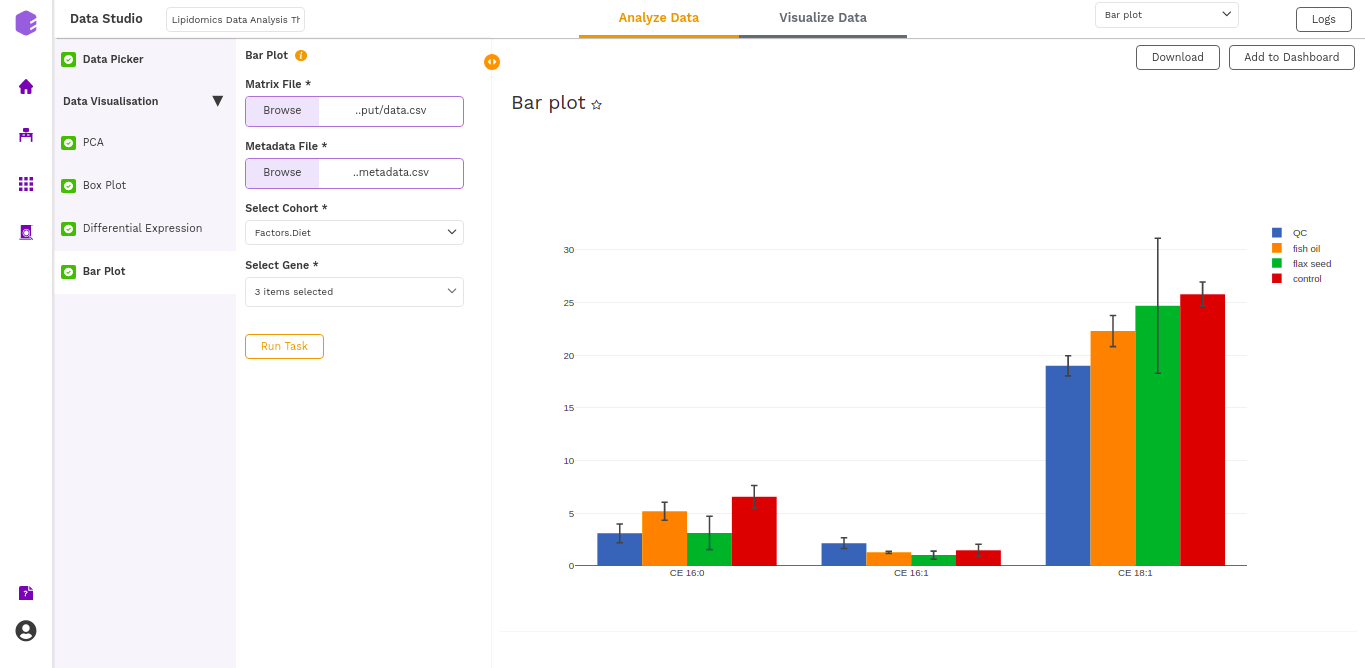 Data Studio
Lipidomics Data Analysis Th
Analyze Data
Visualize Data
Bar plot
Logs
Data Picker
Data Visualisation
PCA
Box Plot
Differential Expression
Bar Plot
Bar Plot
i
Matrix File *
Browse
..put/data.csv
Metadata File *
Browse
..metadata.csv
Select Cohort *
Factors.Diet
Select Gene *
3 items selected
Run Task
Download
Add to Dashboard
Bar plot
QC
fish oil
flax seed
control
30
25
20
15
10
5
0
CE 16:0
CE 16:1
CE 18:1
?